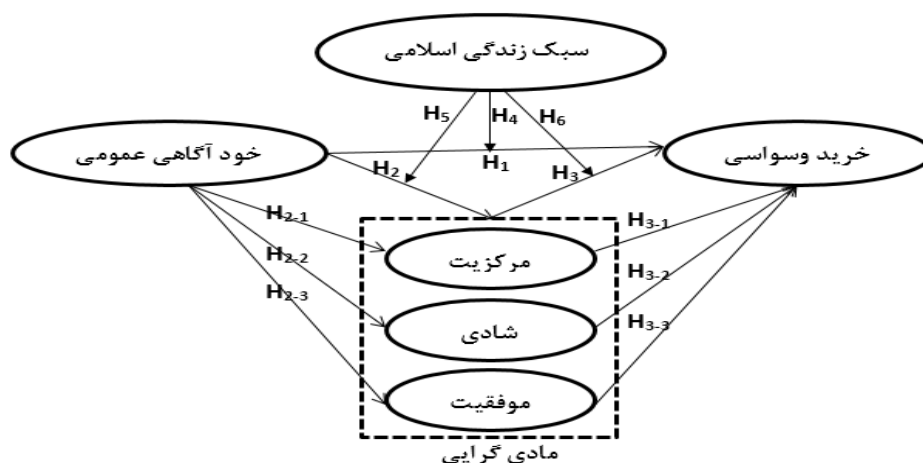 سبک زندگی اسلامی
H5
H4
H6
خود آگاهی عمومی
خرید وسواسی
H2
H1
H3
H2-1
H3-1
مرکزیت
H2-2
H3-2
H2-3
شادی
H3-3
موفقیت
مادی گرایی